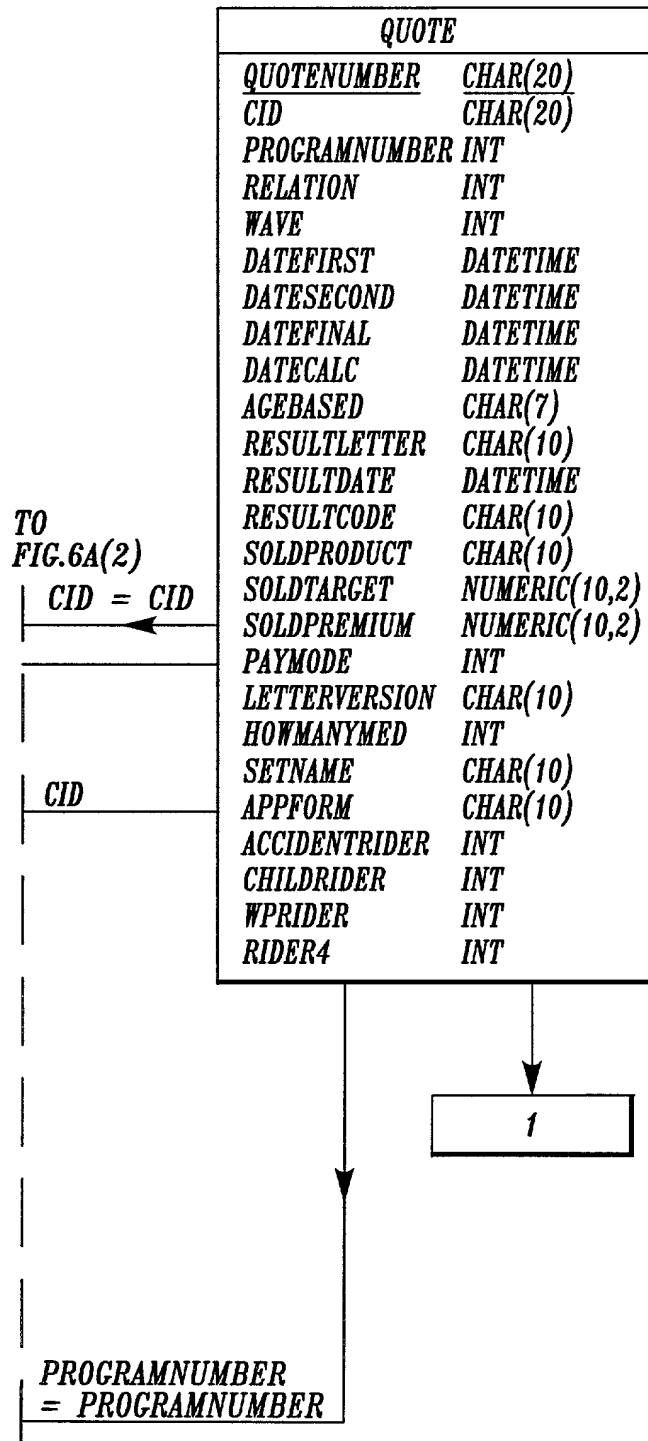 QUOTE
QUOTENUMBER CHAR(20)
CID CHAR(20)
PROGRAMNUMBER INT
RELATION INT
WAVE INT
DATEFIRST DATETIME
DATESECOND DATETIME
DATEFINAL DATETIME
DATECALC DATETIME
AGEBASED CHAR(7)
RESULTLETTER CHAR(10)
RESULTDATE DATETIME
RESULTCODE CHAR(10)
SOLDPRODUCT CHAR(10)
SOLDTARGET NUMERIC(10,2)
SOLDPREMIUM NUMERIC(10,2)
PAYMODE INT
LETTERVERSION CHAR(10)
HOWMANYMED INT
SETNAME CHAR(10)
APPFORM CHAR(10)
ACCIDENTRIDER INT
CHILDRIDER INT
WPRIDER INT
RIDER4 INT
TO
FIG.6A(2)
CID = CID
CID
1
PROGRAMNUMBER
= PROGRAMNUMBER